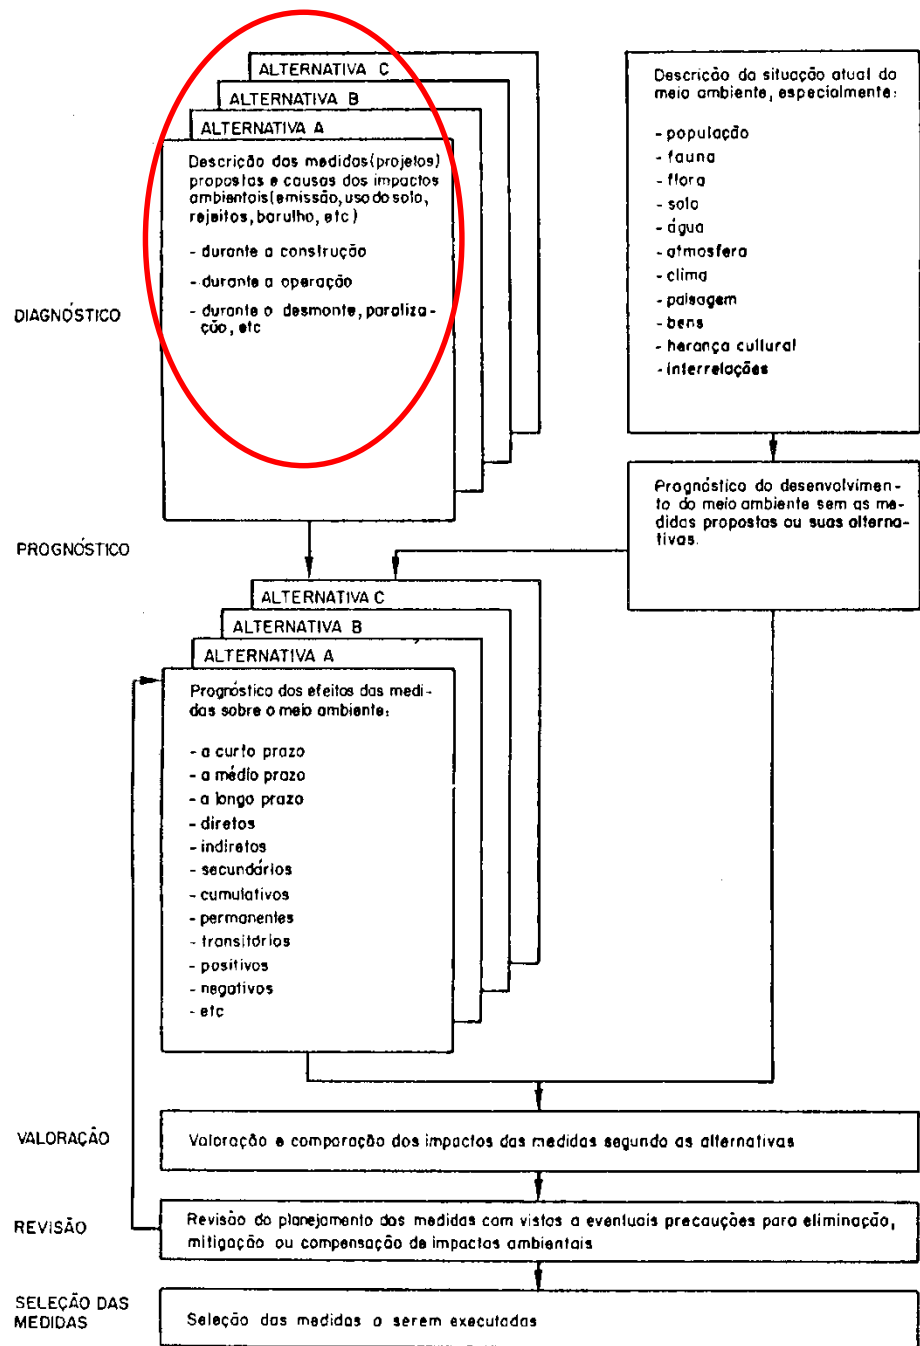 ALTERNATIVA C
ALTERNATIVA B
ALTERNATIVA A
Descrição das medidas (projetos)
propostas e causas dos impactos
ambientais (emissão, uso do solo,
rejeitos, barulho, etc)
- durante a construção
- durante a operação
- durante o desmonte, paraliza-
ção, etc
Descrição da situação atual do
meio ambiente, especialmente:
- população
- fauna
- flora
- solo
- água
- atmosfera
- clima
- paisagem
- bens
- herança cultural
- interrelações
DIAGNÓSTICO
Prognóstico do desenvolvimen-
to do meio ambiente sem as me-
didas propostas ou suas alterna-
tivas.
PROGNÓSTICO
ALTERNATIVA C
ALTERNATIVA B
ALTERNATIVA A
Prognóstico dos efeitos das medi-
das sobre o meio ambiente:
- a curto prazo
- a médio prazo
- a longo prazo
- diretos
- indiretos
- secundários
- cumulativos
- permanentes
- transitórios
- positivos
- negativos
- etc
VALORAÇÃO
Valoração e comparação dos impactos das medidas segundo as alternativas
REVISÃO
Revisão do planejamento das medidas com vistas a eventuais precauções para eliminação,
mitigação ou compensação de impactos ambientais
SELEÇÃO DAS
MEDIDAS
Seleção das medidas a serem executadas